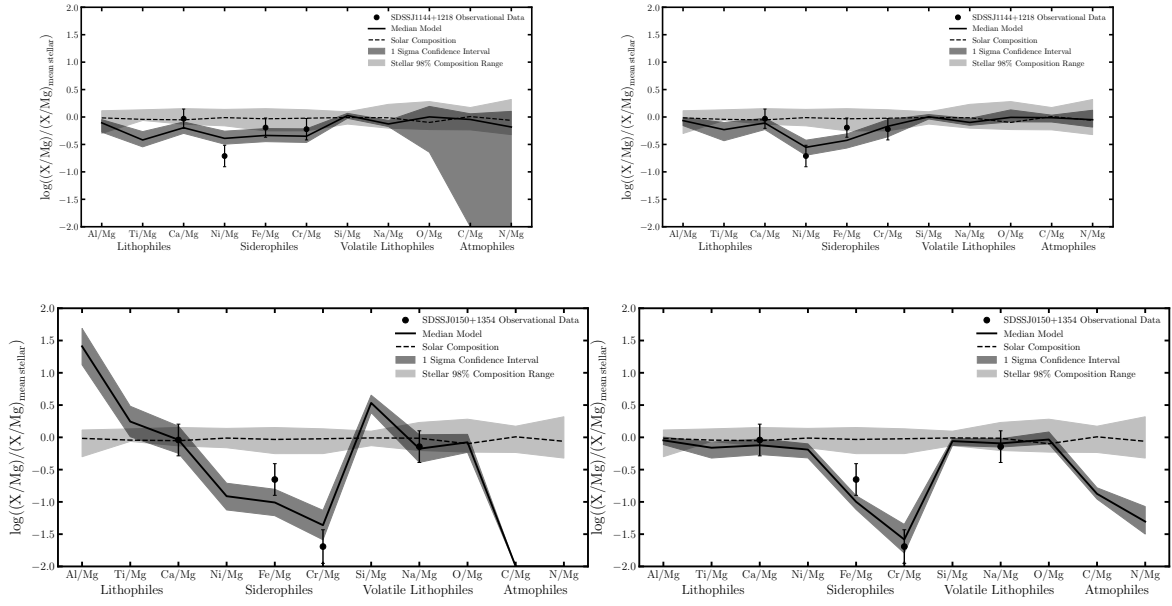 2.0
1.5
1.0
0.5
0.0
−0.5
−1.0
−1.5
−2.0
log((X/Mg)/(X/Mg)mean stellar)
SDSSJ1144+1218 Observational Data
Median Model
Solar Composition
1 Sigma Confidence Interval
Stellar 98% Composition Range
Al/Mg Ti/Mg Ca/Mg Ni/Mg Fe/Mg Cr/Mg Si/Mg Na/Mg O/Mg C/Mg N/Mg
Lithophiles Siderophiles Volatile Lithophiles Atmophiles
2.0
1.5
1.0
0.5
0.0
−0.5
−1.0
−1.5
−2.0
log((X/Mg)/(X/Mg)mean stellar)
SDSSJ1144+1218 Observational Data
Median Model
Solar Composition
1 Sigma Confidence Interval
Stellar 98% Composition Range
Al/Mg Ti/Mg Ca/Mg Ni/Mg Fe/Mg Cr/Mg Si/Mg Na/Mg O/Mg C/Mg N/Mg
Lithophiles Siderophiles Volatile Lithophiles Atmophiles
2.0
1.5
1.0
0.5
0.0
−0.5
−1.0
−1.5
−2.0
log((X/Mg)/(X/Mg)mean stellar)
SDSSJ0150+1354 Observational Data
Median Model
Solar Composition
1 Sigma Confidence Interval
Stellar 98% Composition Range
Al/Mg Ti/Mg Ca/Mg Ni/Mg Fe/Mg Cr/Mg Si/Mg Na/Mg O/Mg C/Mg N/Mg
Lithophiles Siderophiles Volatile Lithophiles Atmophiles
2.0
1.5
1.0
0.5
0.0
−0.5
−1.0
−1.5
−2.0
log((X/Mg)/(X/Mg)mean stellar)
SDSSJ0150+1354 Observational Data
Median Model
Solar Composition
1 Sigma Confidence Interval
Stellar 98% Composition Range
Al/Mg Ti/Mg Ca/Mg Ni/Mg Fe/Mg Cr/Mg Si/Mg Na/Mg O/Mg C/Mg N/Mg
Lithophiles Siderophiles Volatile Lithophiles Atmophiles